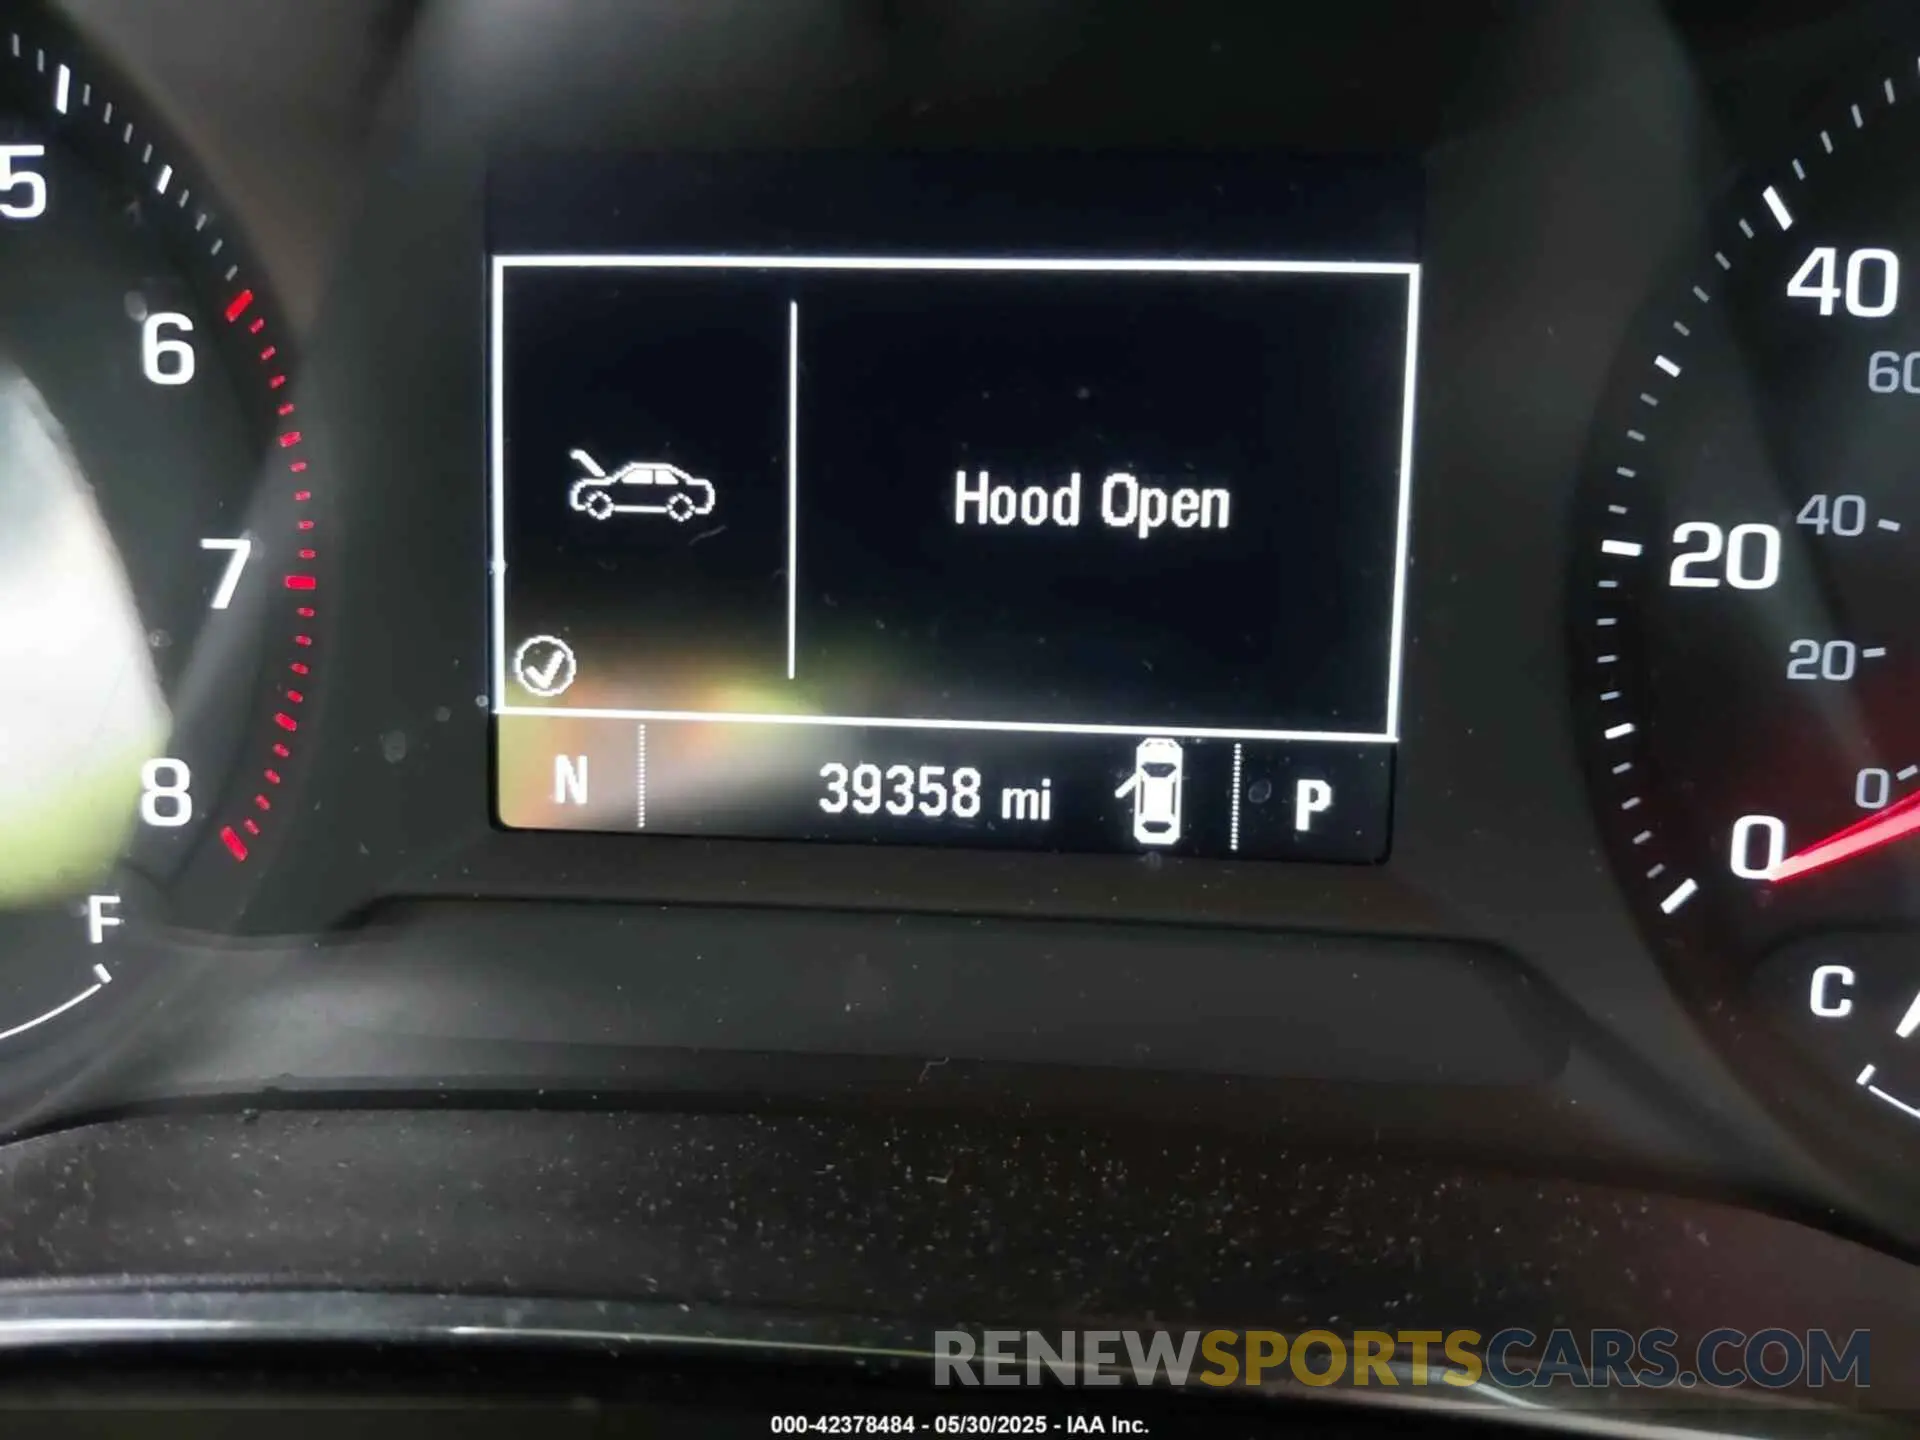 5
6
7
8
F
Hood Open
N 39358 mi P
40
60
20 40
20
0
0
C
RENEWSPORTSCARS.COM
000-42378484 - 05/30/2025 - IAA Inc.